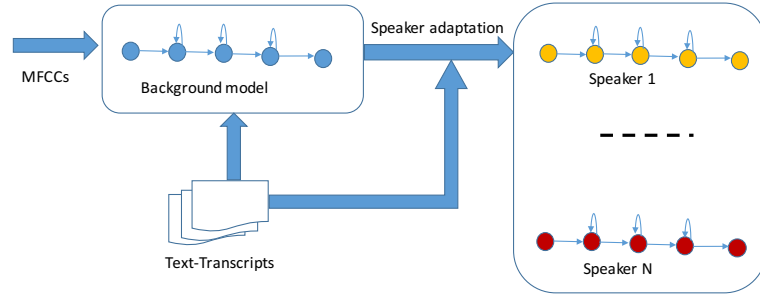 MFCCs
Background model
Speaker adaptation
Speaker 1
Text-Transcripts
Speaker N